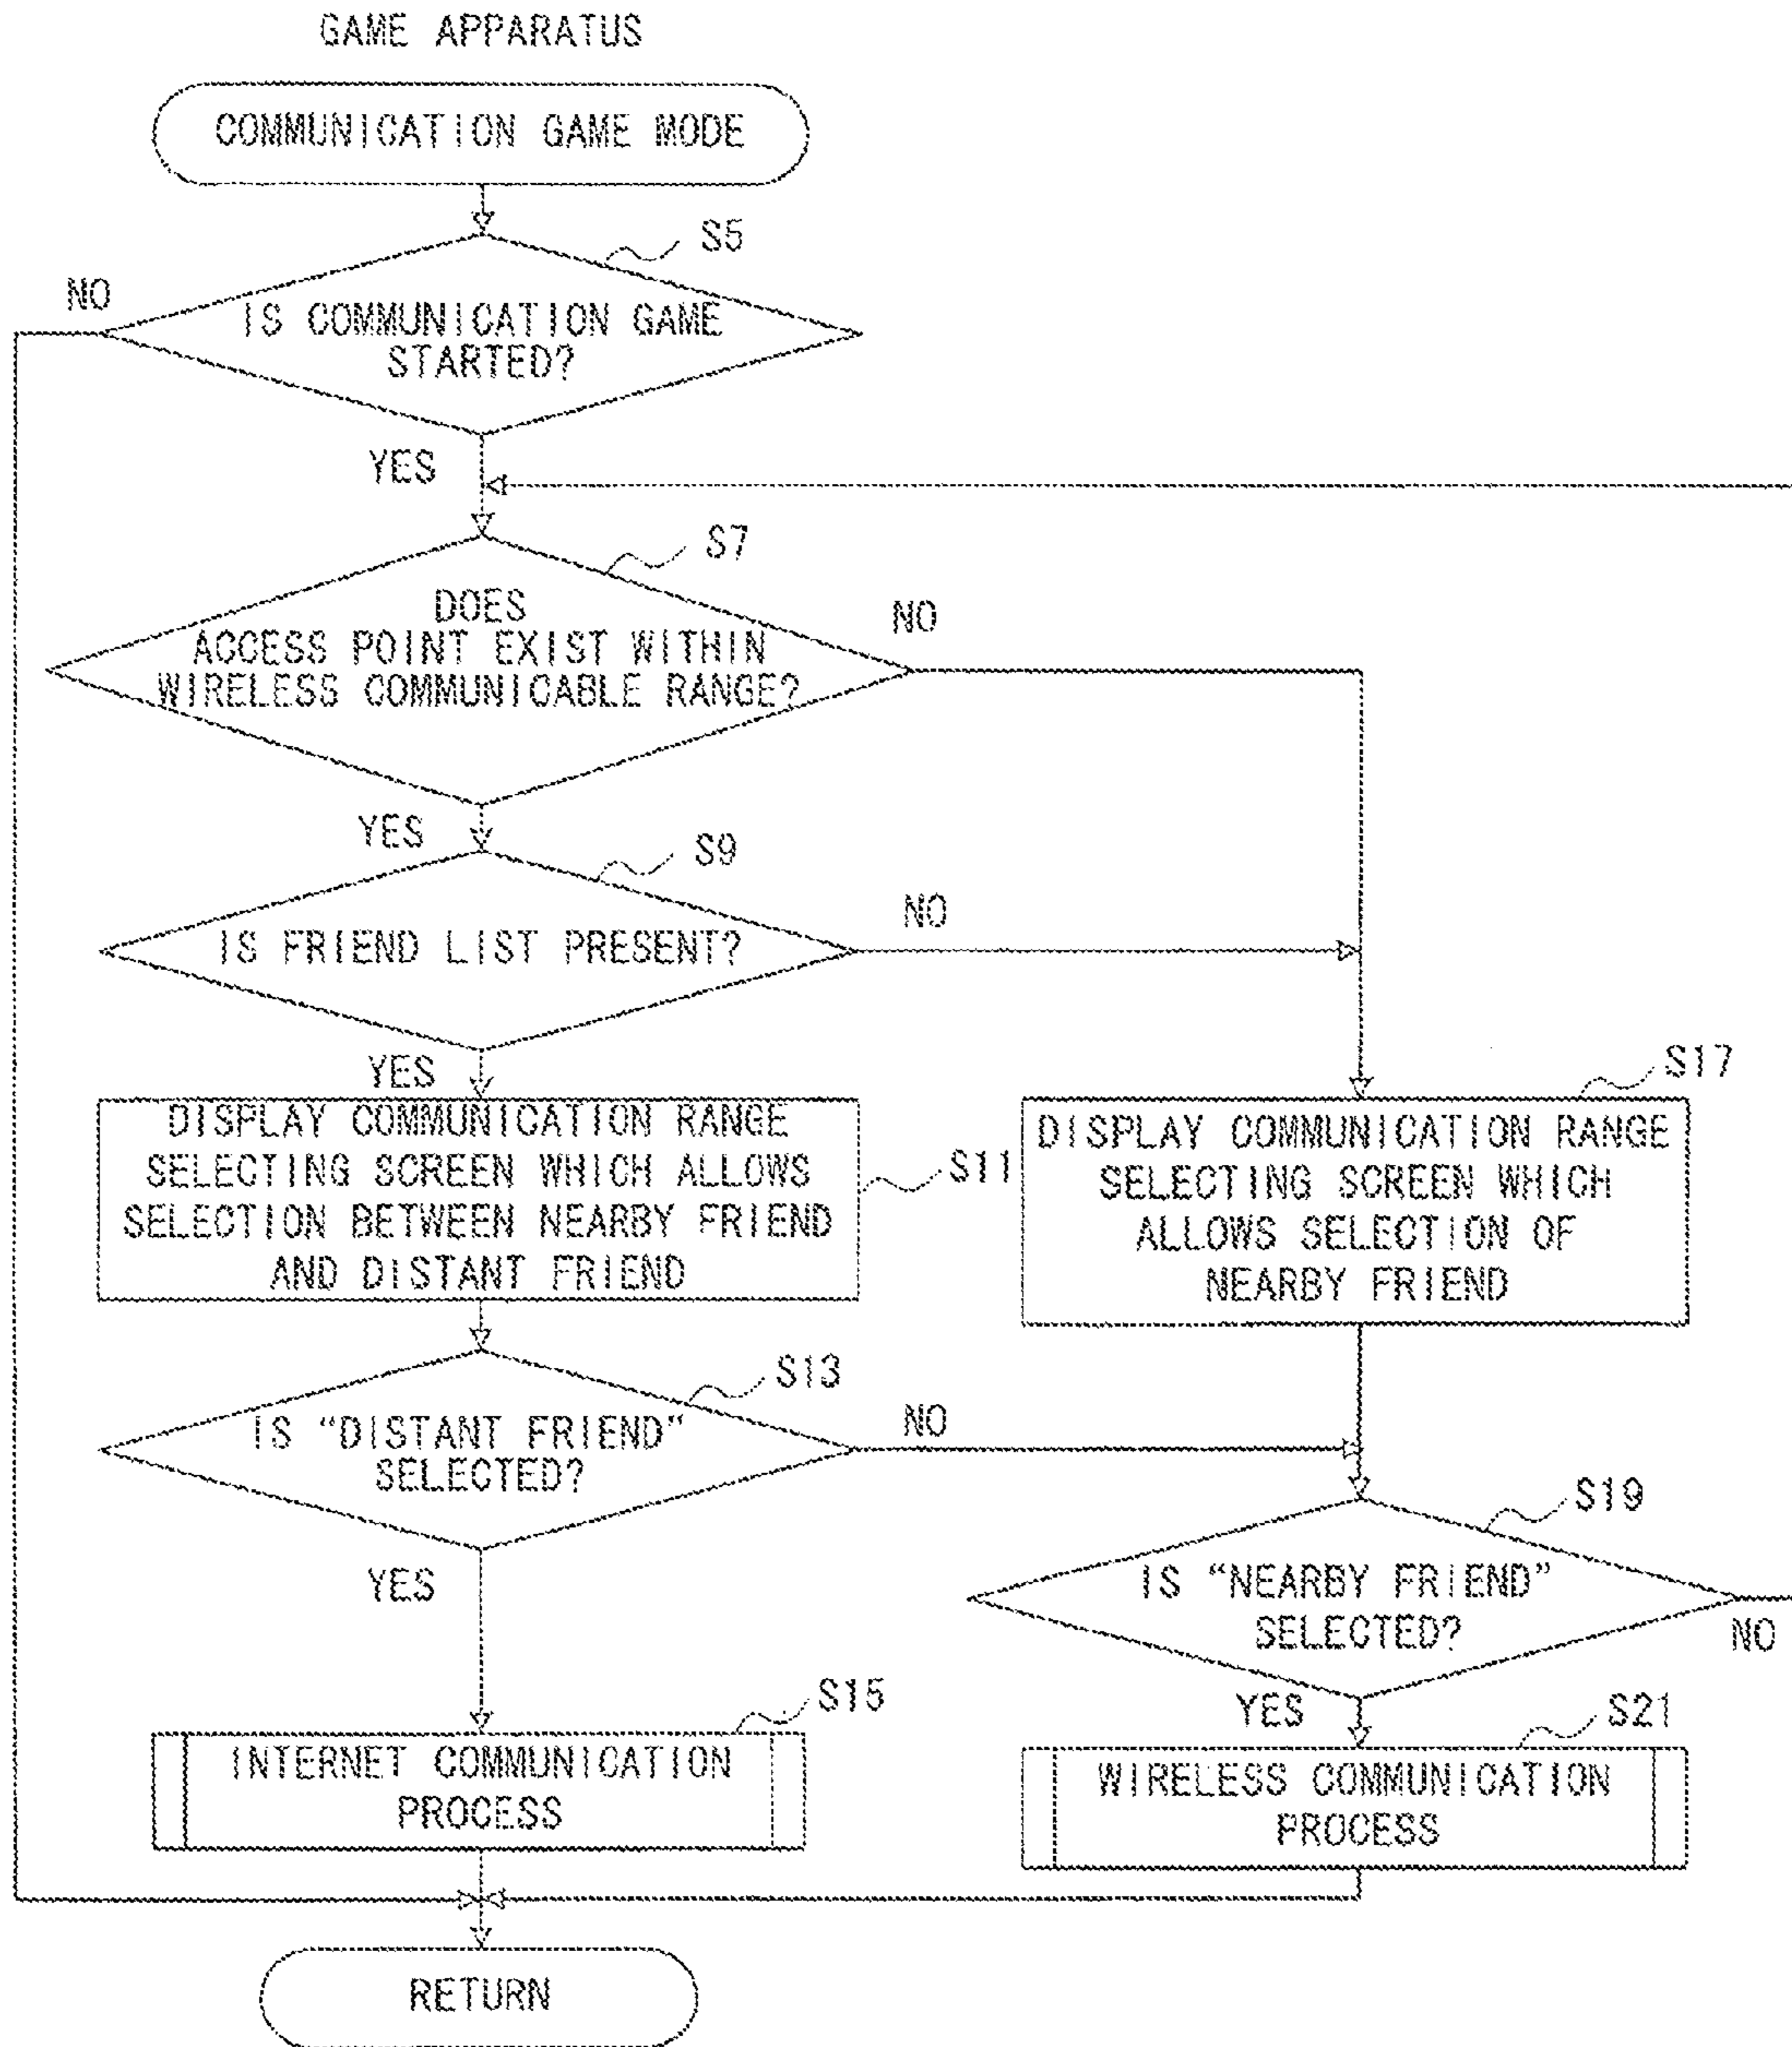 GAME APPARATUS
COMMUNICATION GAME MODE
S5
NO
IS COMMUNICATION GAME
STARTED?
YES
S7
DOES
ACCESS POINT EXIST WITHIN
WIRELESS COMMUNICABLE RANGE?
NO
YES
S9
IS FRIEND LIST PRESENT?
NO
YES
DISPLAY COMMUNICATION RANGE
SELECTING SCREEN WHICH ALLOWS
SELECTION BETWEEN NEARBY FRIEND
AND DISTANT FRIEND
S11
S17
DISPLAY COMMUNICATION RANGE
SELECTING SCREEN WHICH
ALLOWS SELECTION OF
NEARBY FRIEND
S13
IS “DISTANT FRIEND”
SELECTED?
NO
YES
S19
IS “NEARBY FRIEND”
SELECTED?
NO
YES
S15
INTERNET COMMUNICATION
PROCESS
S21
WIRELESS COMMUNICATION
PROCESS
RETURN